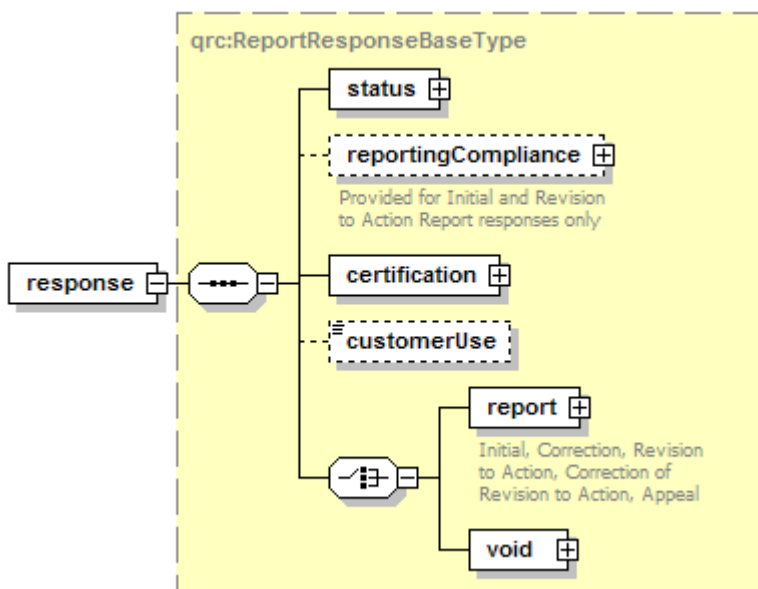 qrc:ReportResponseBaseType
status
reportingCompliance
Provided for Initial and Revision
to Action Report responses only
response
certification
customerUse
report
Initial, Correction, Revision
to Action, Correction of
Revision to Action, Appeal
void